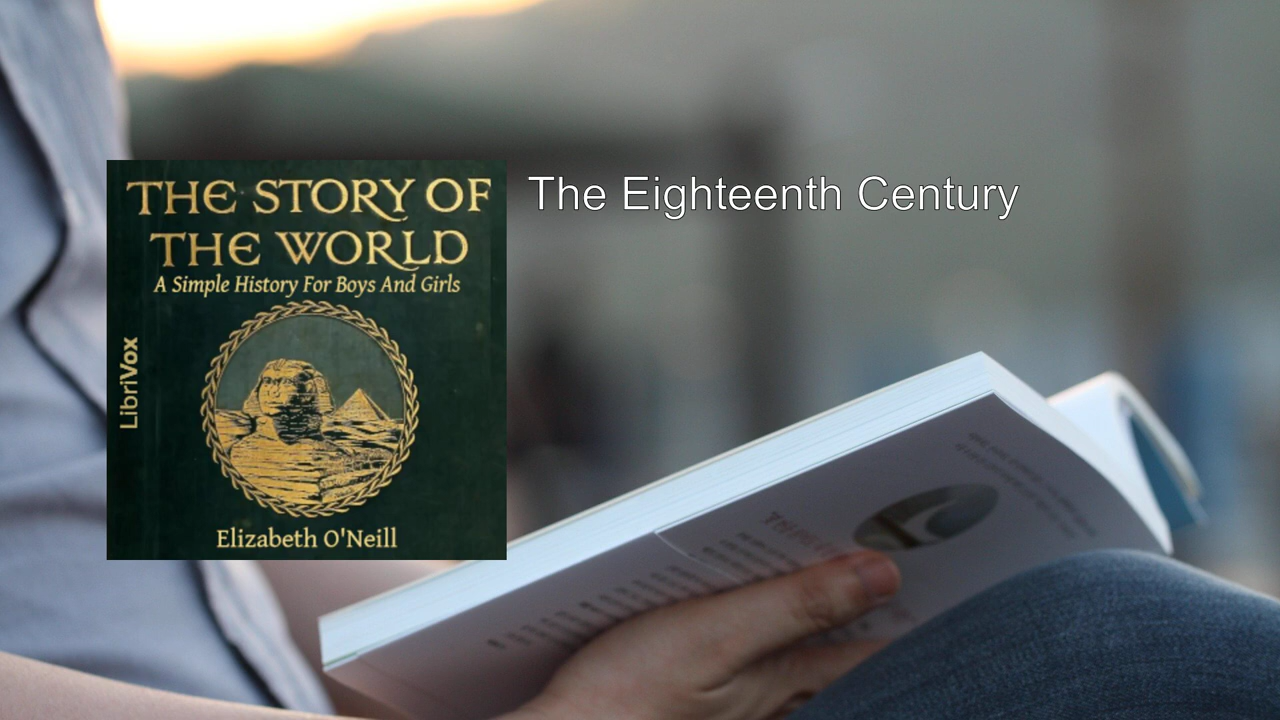 THE STORY OF
THE WORLD
A Simple History For Boys And Girls
LibriVox
Elizabeth O'Neill
The Eighteenth Century